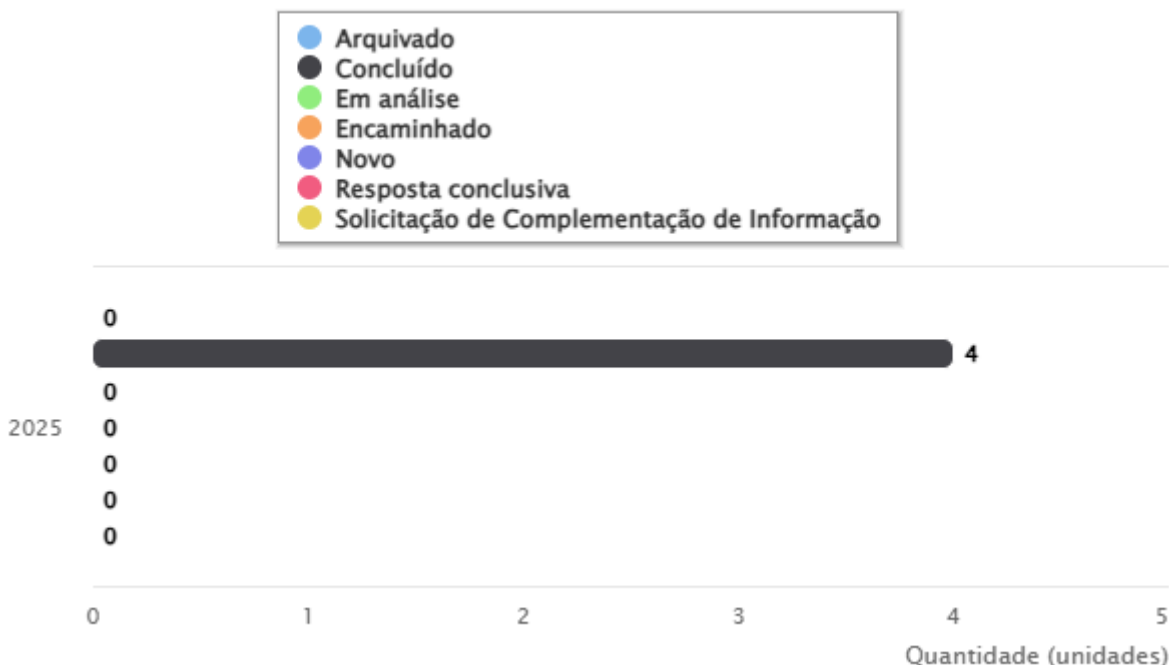 Arquivado
Concluído
Em análise
Encaminhado
Novo
Resposta conclusiva
Solicitação de Complementação de Informação
0
4
0
2025 0
0
0
0
0 1 2 3 4 5
Quantidade (unidades)